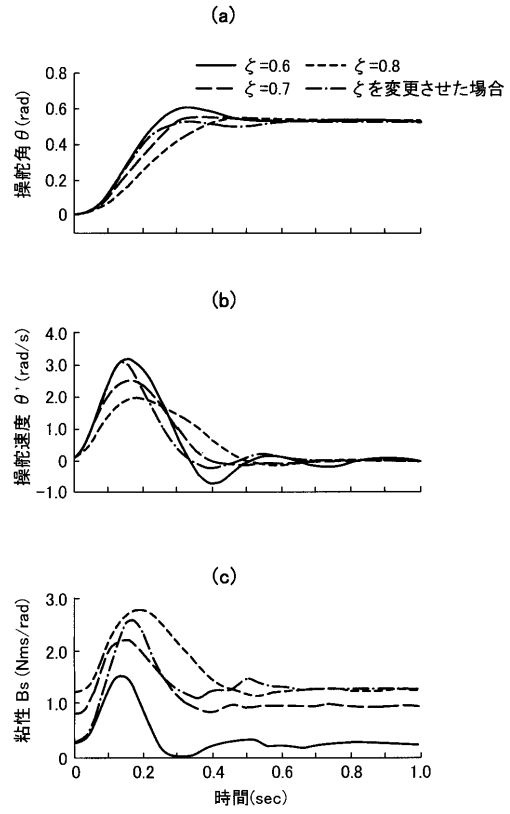 (a)
ζ=0.6
ζ=0.8
ζ=0.7
ζを変更させた場合
操舵角 θ (rad)
0.8
0.6
0.4
0.2
0
(b)
操舵速度 θ' (rad/s)
4.0
3.0
2.0
1.0
0
-1.0
(c)
粘性 Bs (Nms/rad)
3.0
2.0
1.0
0
0 0.2 0.4 0.6 0.8 1.0
時間(sec)